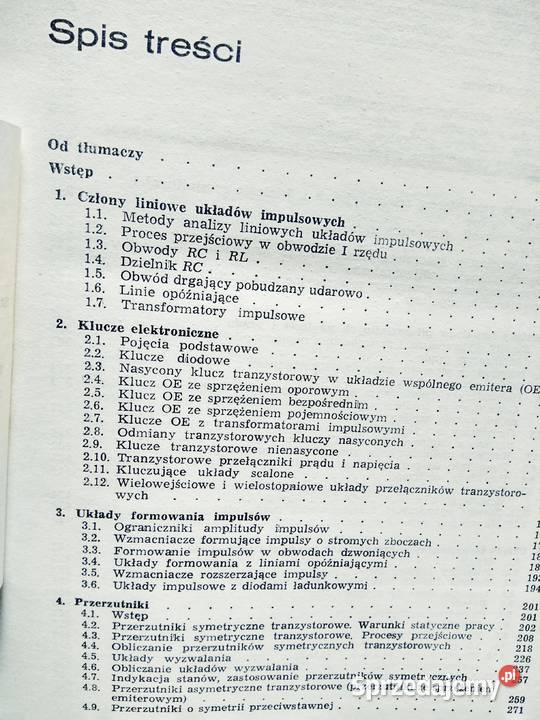 Spis treści
Od tłumaczy
Wstęp
1. Człony liniowe układów impulsowych
1.1. Metody analizy liniowych układów impulsowych
1.2. Proces przejściowy w obwodzie I rzędu
1.3. Obwody RC i RL
1.4. Dzielnik RC
1.5. Obwód drgający pobudzany udarowo
1.6. Linie opóźniające
1.7. Transformatory impulsowe
2. Klucze elektroniczne
2.1. Pojęcia podstawowe
2.2. Klucze diodowe
2.3. Nasycony klucz tranzystorowy w układzie wspólnego emitera (OE
2.4. Klucz OE ze sprzężeniem oporowym
2.5. Klucz OE ze sprzężeniem bezpośrednim
2.6. Klucz OE ze sprzężeniem pojemnościowym
2.7. Klucze OE z transformatorami impulsowymi
2.8. Odmiany tranzystorowych kluczy nasyconych
2.9. Klucze tranzystorowe nienasycone
2.10. Tranzystorowe przełączniki prądu i napięcia
2.11. Kluczujące układy scalone
2.12. Wielowejściowe i wielostopniowe układy przełączników tranzystoro-
wych
3. Układy formowania impulsów
3.1. Ograniczniki amplitudy impulsów 1
3.2. Wzmacniacze formujące impulsy o stromych zboczach 1
3.3. Formowanie impulsów w obwodach dzwoniących 17
3.4. Układy formowania z liniami opóźniającymi 18
3.5. Wzmacniacze rozszerzające impulsy 192
3.6. Układy impulsowe z diodami ładunkowymi 194
4. Przerzutniki 201
4.1. Wstęp 201
4.2. Przerzutniki symetryczne tranzystorowe. Warunki statyczne pracy 202
4.3. Przerzutniki symetryczne tranzystorowe. Procesy przejściowe 208
4.4. Obliczanie przerzutników symetrycznych tranzystorowych 218
4.5. Układy wyzwalania 226
4.6. Obliczanie układów wyzwalania 237
4.7. Indykacja stanów, zastosowanie przerzutników symetrycznych
4.8. Przerzutniki asymetryczne tranzystorowe
emiterowym) 259
4.9. Przerzutniki o symetrii przeciwstawnej 271
Sprzedajemy.pl